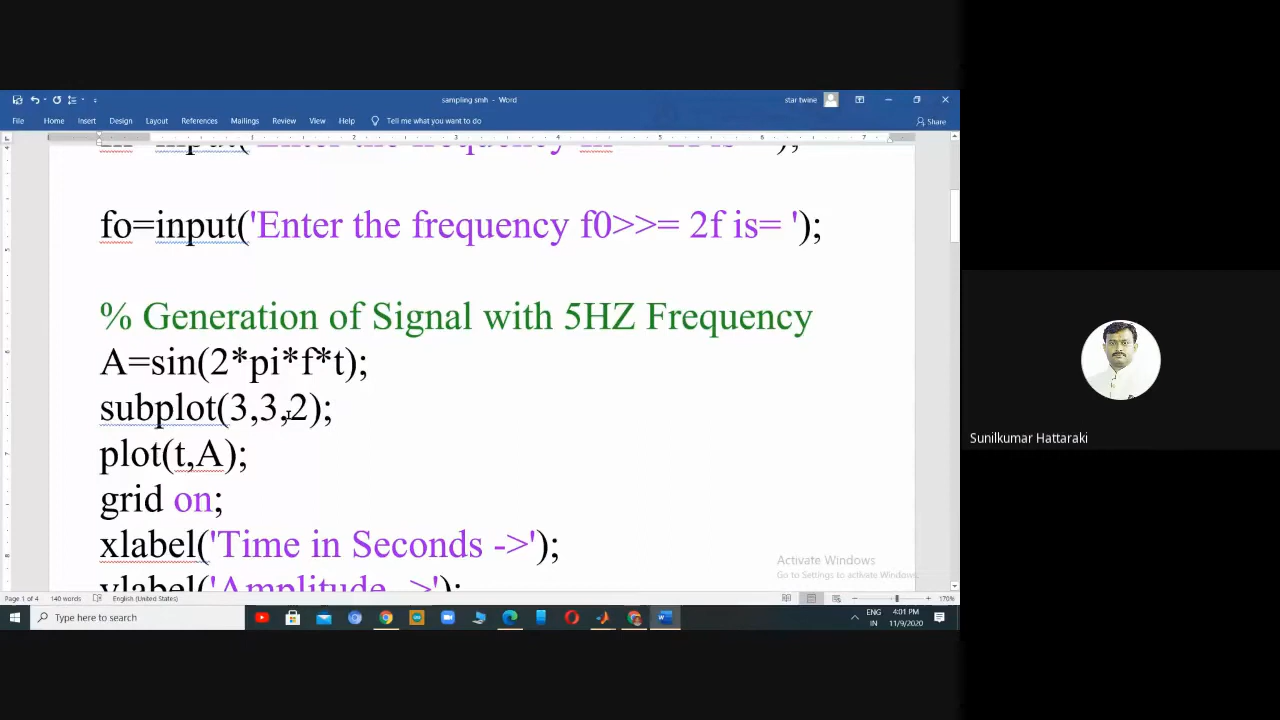 sampling smh - Word
star twine
File Home Insert Design Layout References Mailings Review View Help Tell me what you want to do
Share
fo=input('Enter the frequency f0>>= 2f is= ');
% Generation of Signal with 5HZ Frequency
A=sin(2*pi*f*t);
subplot(3,3,2);
plot(t,A);
grid on;
xlabel('Time in Seconds ->');
ylabel('Amplitude ->');
Activate Windows
Go to Settings to activate Windows.
Page 1 of 4 140 words English (United States)
170%
Type here to search
ENG
IN
4:01 PM
11/9/2020
Sunilkumar Hattaraki